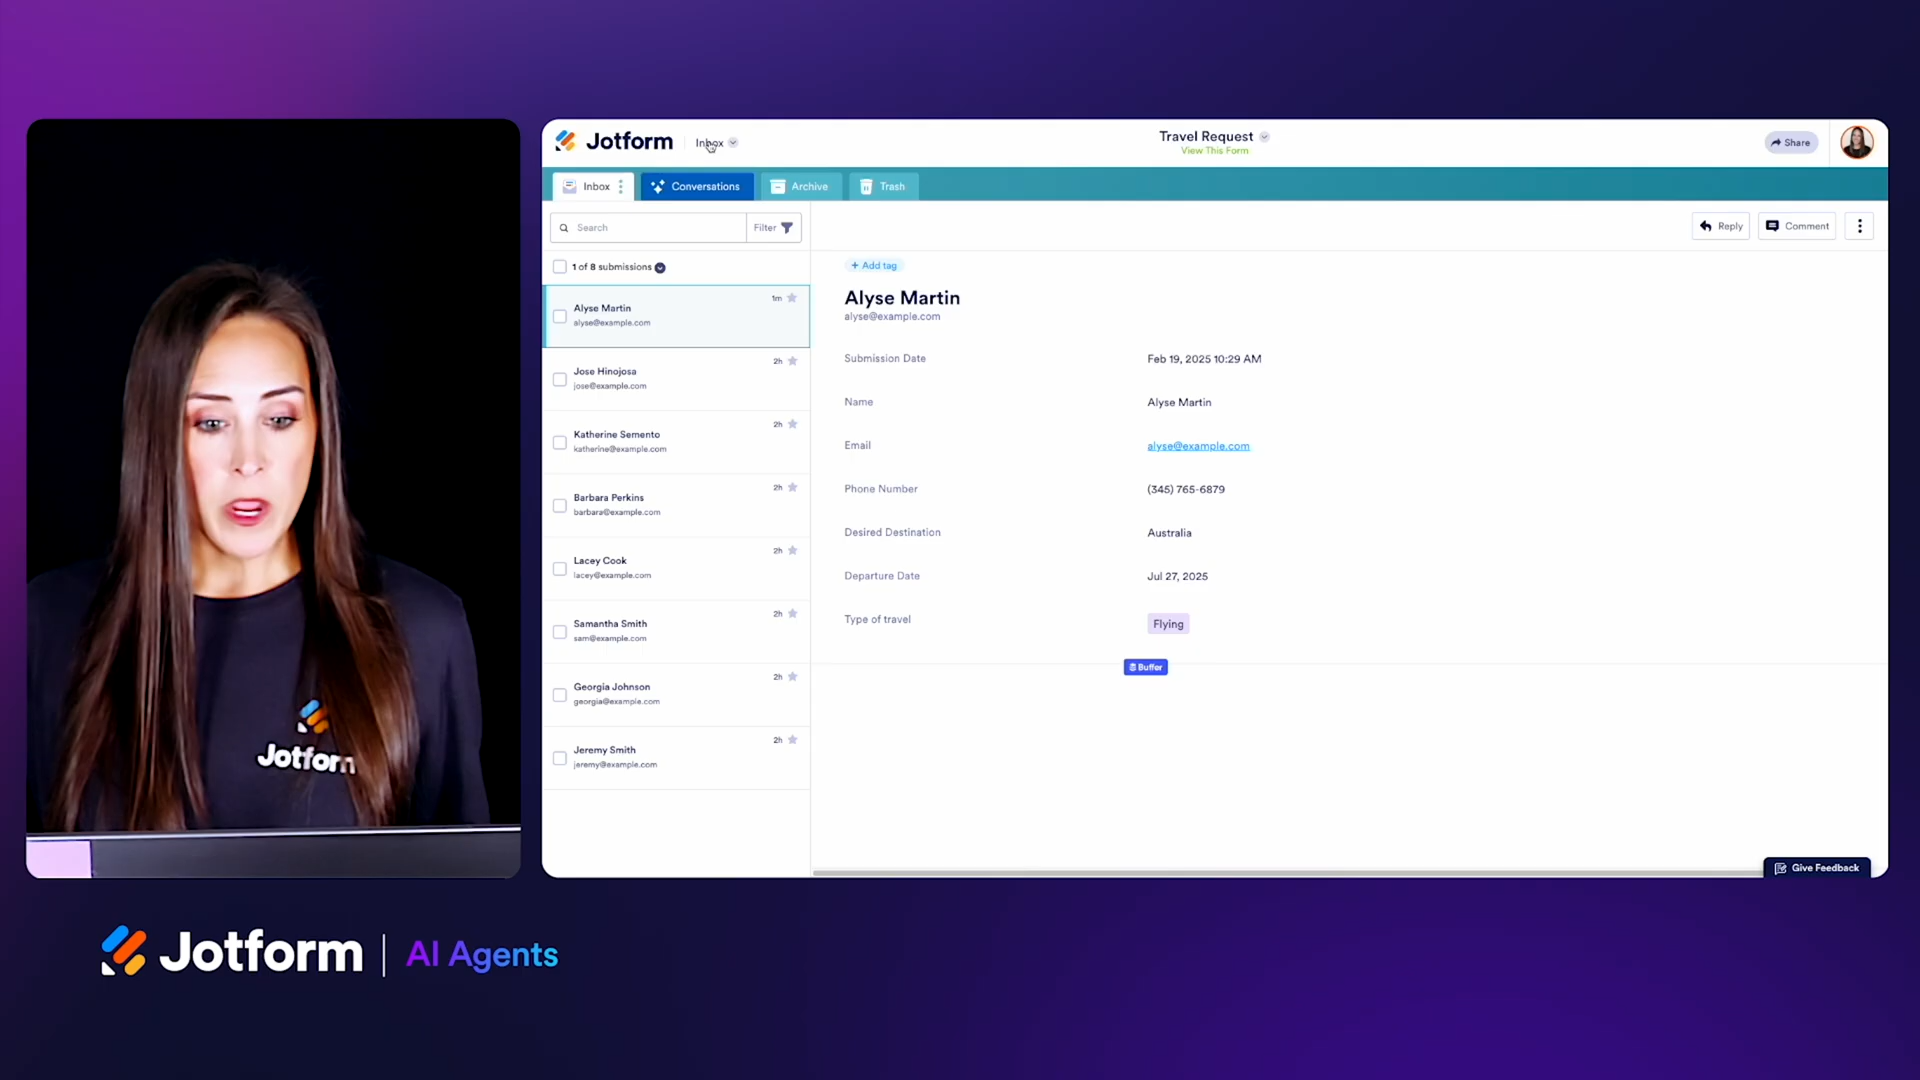 Jotform
Inbox
Travel Request
View This Form
Share
Inbox
Conversations
Archive
Trash
Search
Filter
Reply
Comment
1 of 8 submissions
+ Add tag
Alyse Martin
alyse@example.com
1m
Jose Hinojosa
jose@example.com
2h
Katherine Semento
katherine@example.com
2h
Barbara Perkins
barbara@example.com
2h
Lacey Cook
lacey@example.com
2h
Samantha Smith
sam@example.com
2h
Georgia Johnson
georgia@example.com
2h
Jeremy Smith
jeremy@example.com
2h
Alyse Martin
alyse@example.com
Submission Date Feb 19, 2025 10:29 AM
Name Alyse Martin
Email alyse@example.com
Phone Number (345) 765-6879
Desired Destination Australia
Departure Date Jul 27, 2025
Type of travel Flying
Buffer
Give Feedback
Jotform
Jotform | AI Agents